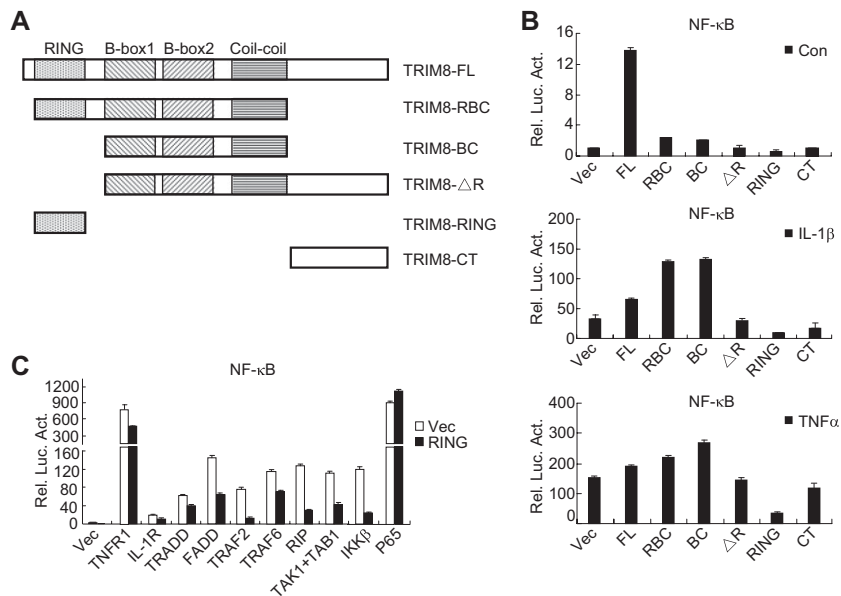 A
RING B-box1 B-box2 Coil-coil
TRIM8-FL
TRIM8-RBC
TRIM8-BC
TRIM8-△R
TRIM8-RING
TRIM8-CT
B
NF-κB
Rel. Luc. Act.
16
12
8
4
0
Con
Vec FL RBC BC △R RING CT
NF-κB
Rel. Luc. Act.
200
150
100
50
0
IL-1β
Vec FL RBC BC △R RING CT
NF-κB
Rel. Luc. Act.
400
300
200
100
0
TNFα
Vec FL RBC BC △R RING CT
C
NF-κB
Rel. Luc. Act.
1200
900
600
300
160
120
80
40
0
Vec
RING
Vec TNFR1 IL-1R TRADD FADD TRAF2 TRAF6 RIP TAK1+TAB1 IKKβ P65